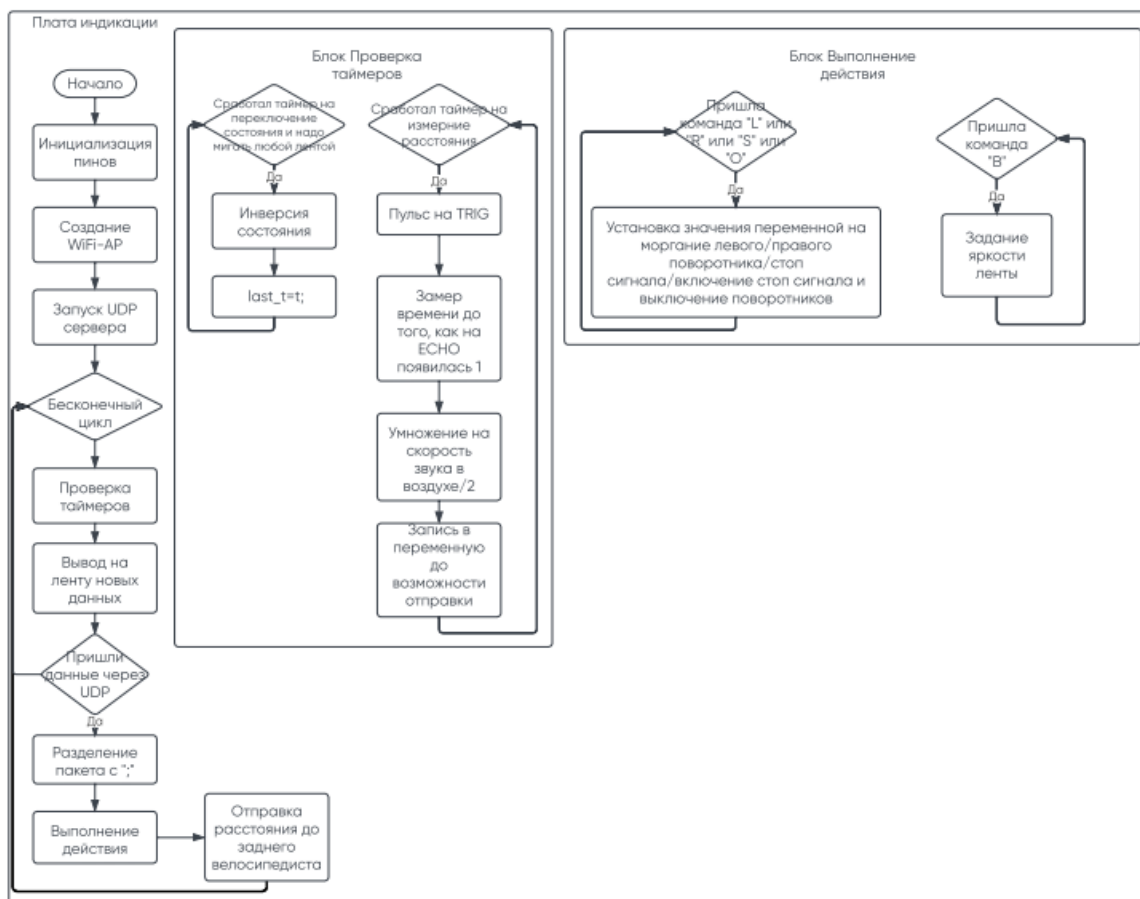 Плата индикации
Начало
Инициализация
пинов
Создание
WiFi-AP
Запуск UDP
сервера
Бесконечный
цикл
Проверка
таймеров
Вывод на
ленту новых
данных
Пришли
данные через
UDP
Да
Разделение
пакета с ";"
Выполнение
действия
Отправка
расстояния до
заднего
велосипедиста
Блок Проверка
таймеров
Сработал таймер на
переключение
состояния и надо
мигать любой лентой
Да
Инверсия
состояния
last_t=t;
Сработал таймер на
измерние
расстояния
Да
Пульс на TRIG
Замер
времени до
того, как на
ECHO
появилась 1
Умножение на
скорость
звука в
воздухе/2
Запись в
переменную
до
возможности
отправки
Блок Выполнение
действия
Пришла
команда "L" или
"R" или "S" или
"O"
Да
Установка значения переменной на
моргание левого/правого
поворотника/стоп
сигнала/включение стоп сигнала и
выключение поворотников
Пришла
команда
"B"
Да
Задание
яркости
ленты